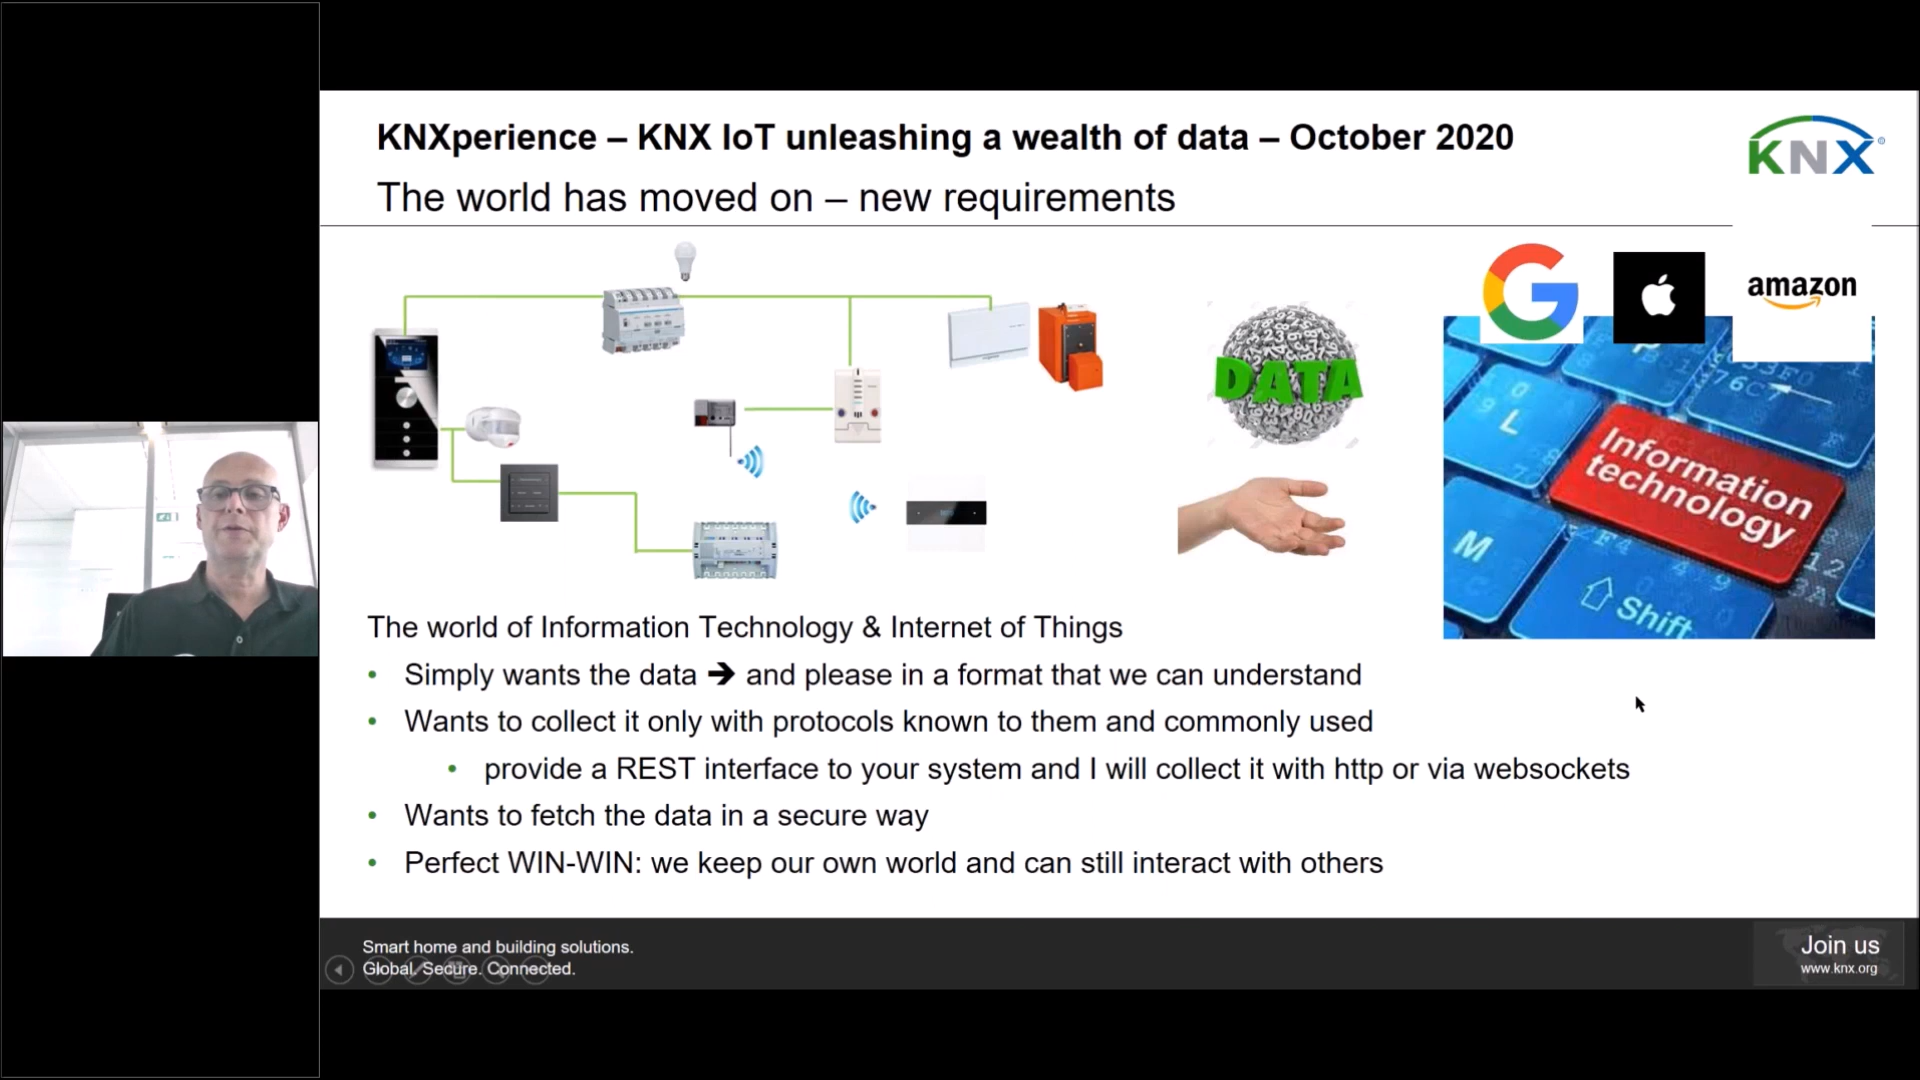 KNXperience – KNX IoT unleashing a wealth of data – October 2020
The world has moved on – new requirements
KNX
amazon
DATA
L
Information
technology
M
Shift
The world of Information Technology & Internet of Things
• Simply wants the data ➔ and please in a format that we can understand
• Wants to collect it only with protocols known to them and commonly used
• provide a REST interface to your system and I will collect it with http or via websockets
• Wants to fetch the data in a secure way
• Perfect WIN-WIN: we keep our own world and can still interact with others
Smart home and building solutions.
Global. Secure. Connected.
Join us
www.knx.org